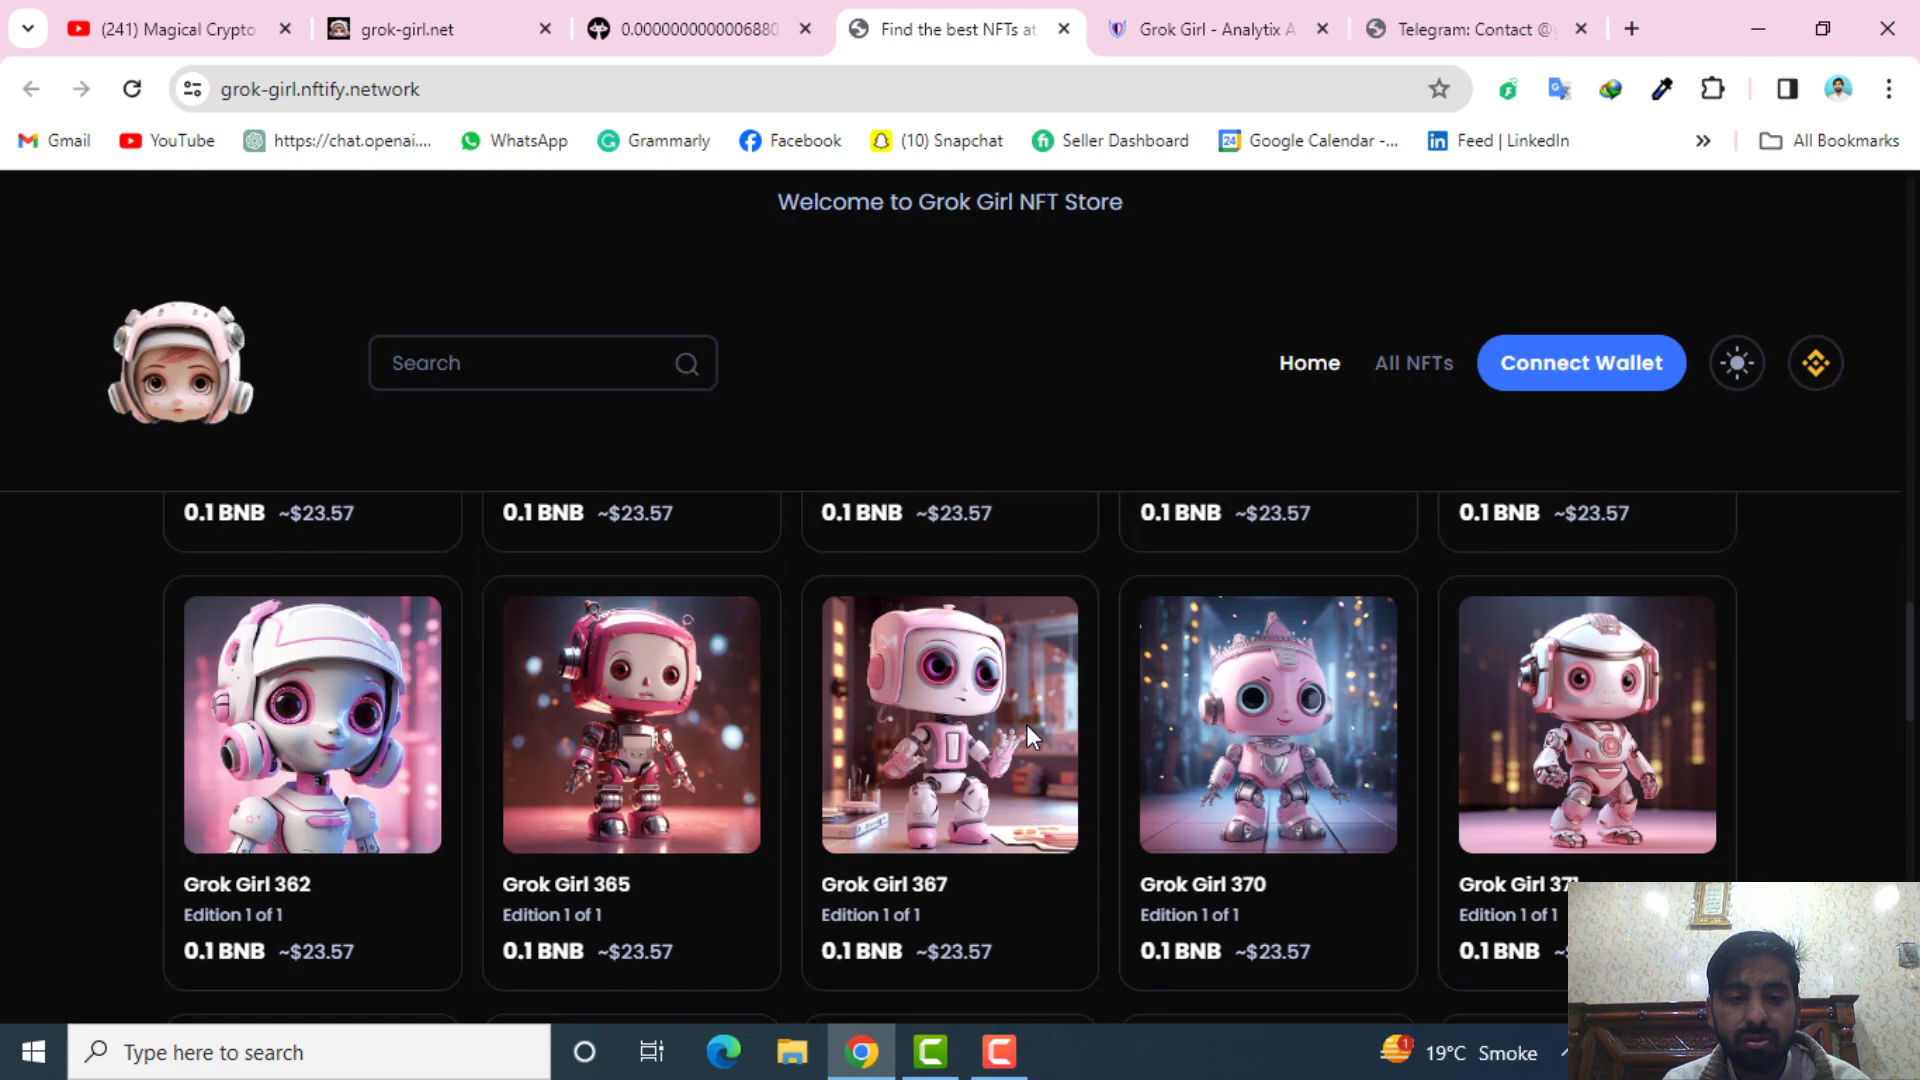 (241) Magical Crypto
grok-girl.net
0.0000000000006880
Find the best NFTs at
Grok Girl - Analytix A
Telegram: Contact @
grok-girl.nftify.network
Gmail
YouTube
https://chat.openai....
WhatsApp
Grammarly
Facebook
(10) Snapchat
Seller Dashboard
24
Google Calendar -...
Feed | LinkedIn
All Bookmarks
Welcome to Grok Girl NFT Store
Search
Home
All NFTs
Connect Wallet
0.1 BNB ~$23.57
0.1 BNB ~$23.57
0.1 BNB ~$23.57
0.1 BNB ~$23.57
0.1 BNB ~$23.57
Grok Girl 362
Edition 1 of 1
0.1 BNB ~$23.57
Grok Girl 365
Edition 1 of 1
0.1 BNB ~$23.57
Grok Girl 367
Edition 1 of 1
0.1 BNB ~$23.57
Grok Girl 370
Edition 1 of 1
0.1 BNB ~$23.57
Grok Girl 371
Edition 1 of 1
0.1 BNB
Type here to search
1
19°C Smoke